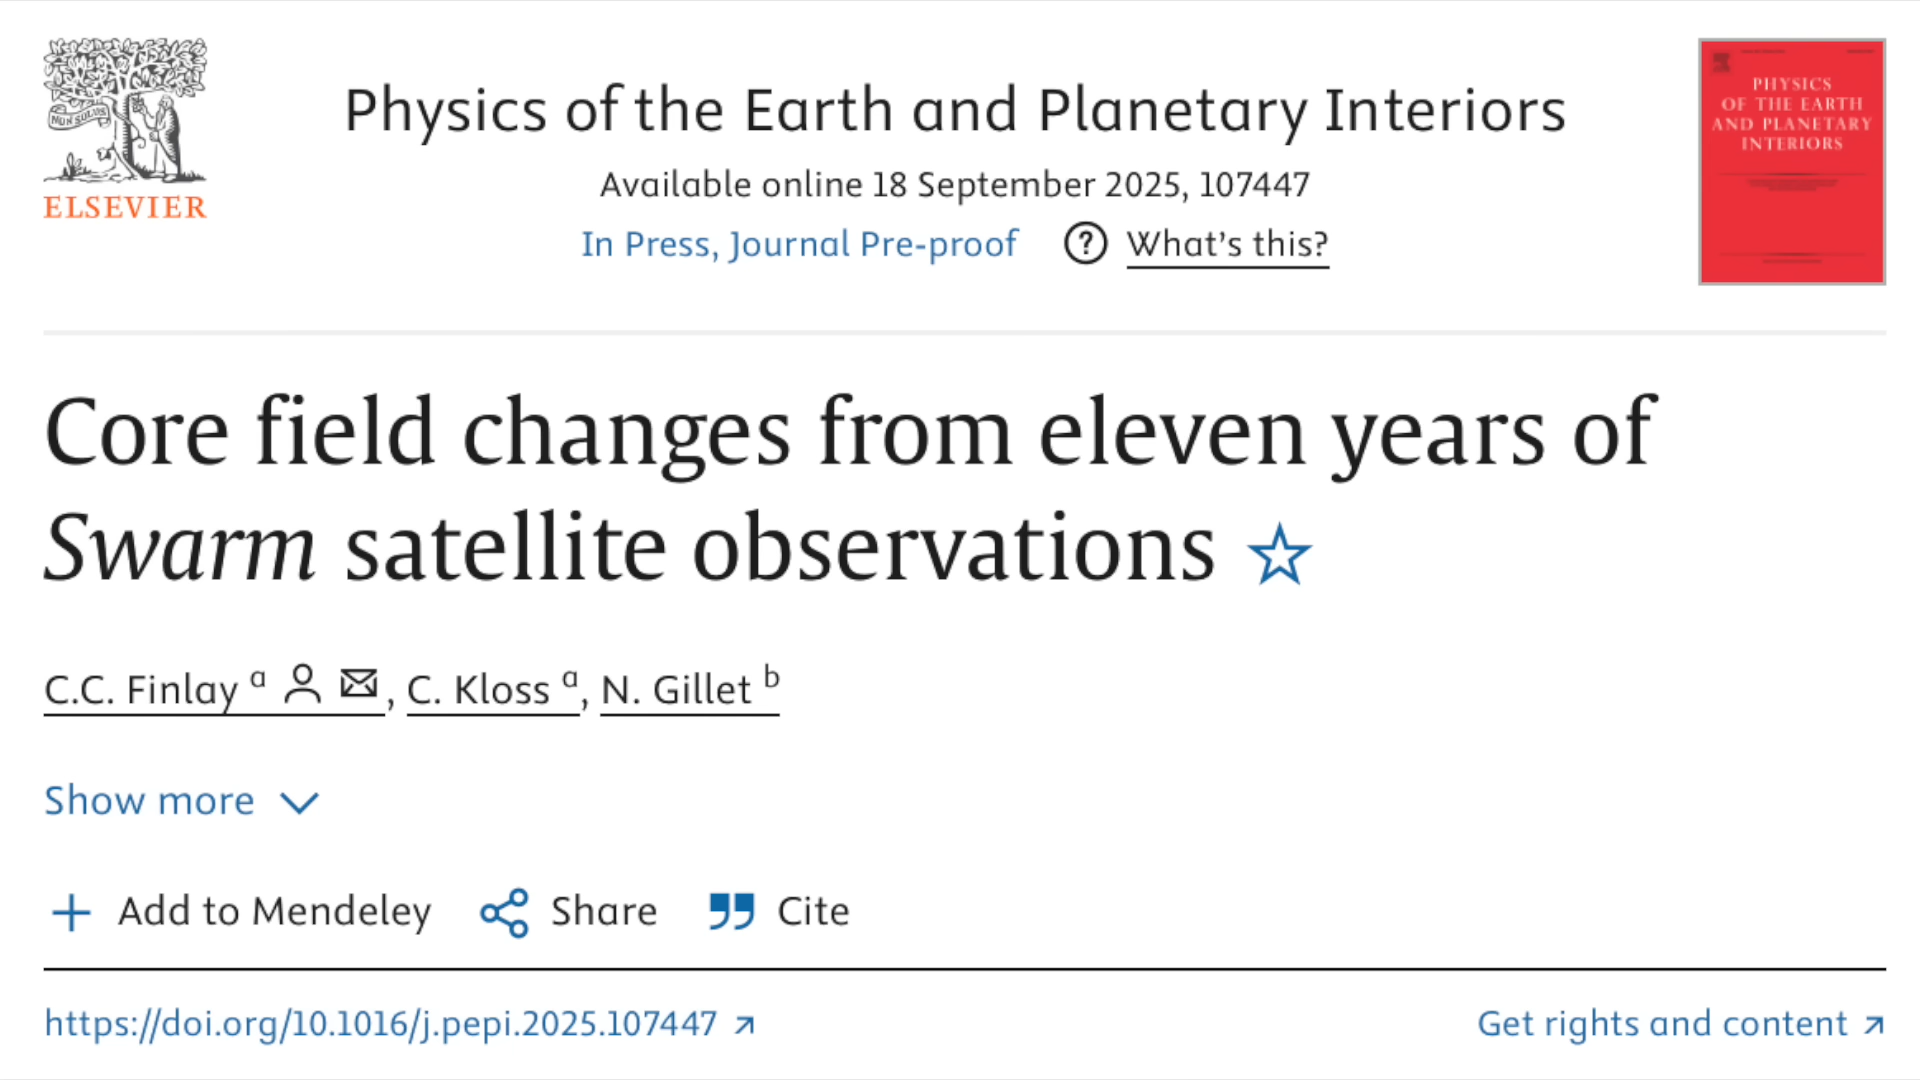 NON SOLUS
ELSEVIER
Physics of the Earth and Planetary Interiors
Available online 18 September 2025, 107447
In Press, Journal Pre-proof ? What's this?
PHYSICS
OF THE EARTH
AND PLANETARY
INTERIORS
Core field changes from eleven years of
Swarm satellite observations ☆
C.C. Finlay a, C. Kloss a, N. Gillet b
Show more
Add to Mendeley Share Cite
https://doi.org/10.1016/j.pepi.2025.107447
Get rights and content